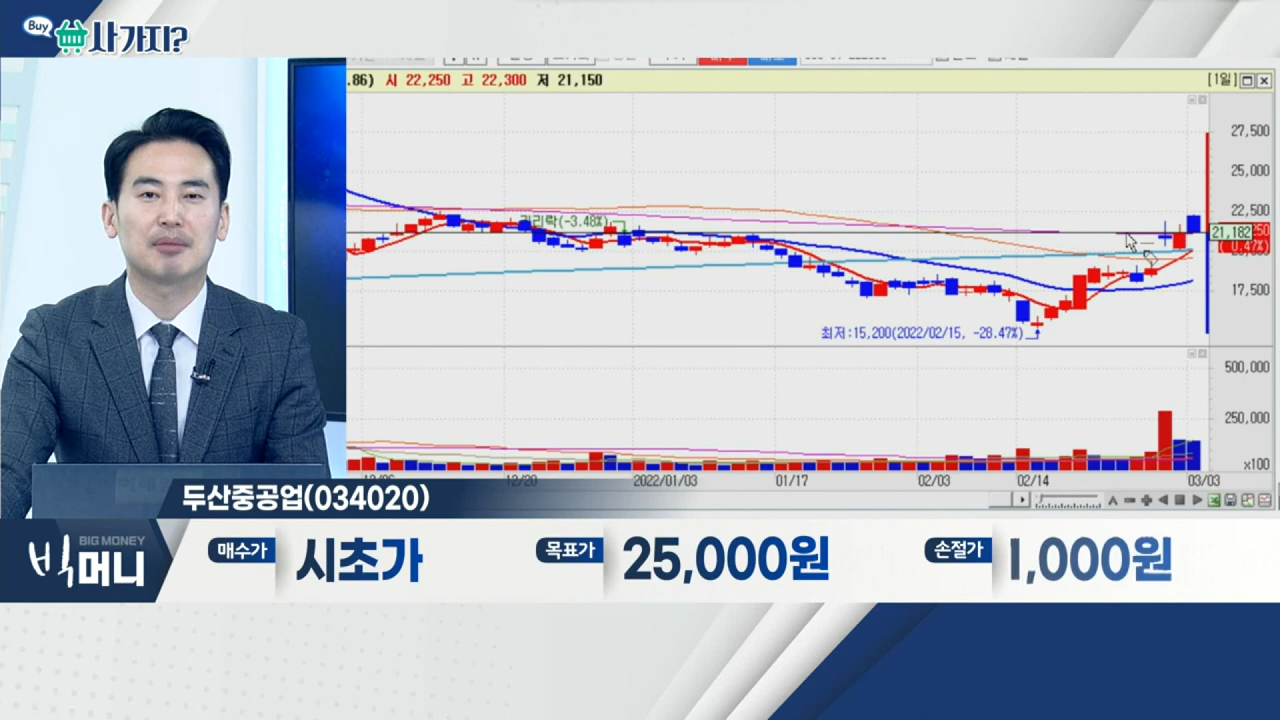 Buy
사가지?
.86) 시 22,250 고 22,300 저 21,150
[1일]
27,500
25,000
22,500
(-3.48%)
21,182
17,500
최저:15,200(2022/02/15, -28.47%)
500,000
250,000
x100
12/20
2022/01/03
01/17
02/03
02/14
03/03
두산중공업(034020)
BIG MONEY
빅머니
매수가
시초가
목표가
25,000원
손절가
1,000원